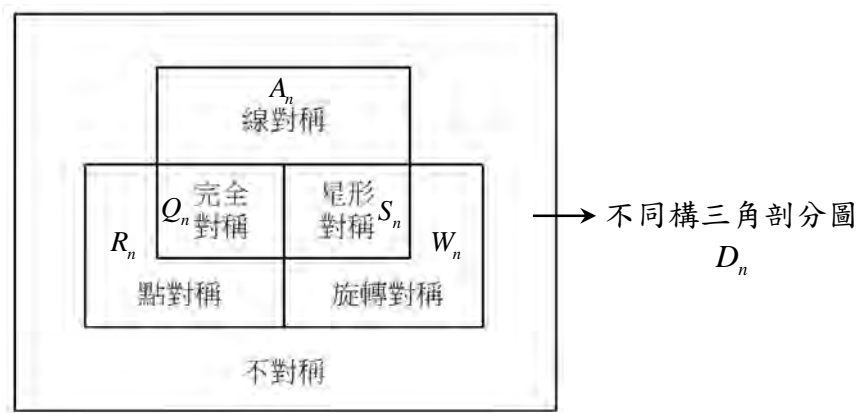 A_n
線對稱
完全
Q_n 對稱
星形
對稱 S_n
R_n
W_n
點對稱
旋轉對稱
不對稱
不同構三角剖分圖
D_n